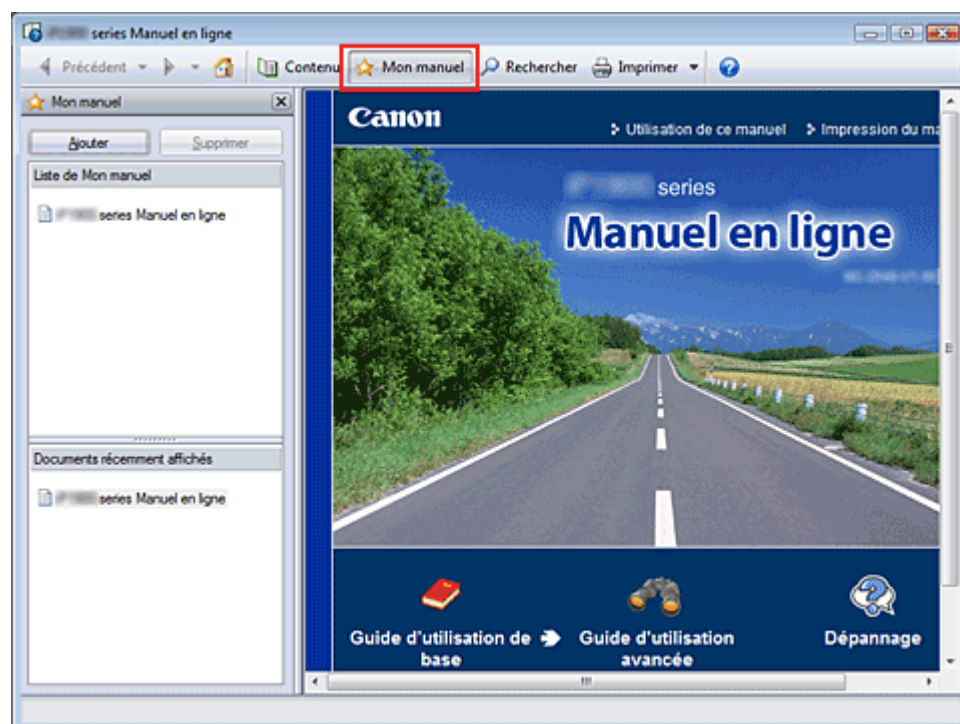 series Manuel en ligne
Précédent
Contenu
Mon manuel
Rechercher
Imprimer
Mon manuel
Ajouter
Supprimer
Liste de Mon manuel
series Manuel en ligne
Documents récemment affichés
series Manuel en ligne
Canon
Utilisation de ce manuel
Impression du ma
series
Manuel en ligne
Guide d'utilisation de
base
Guide d'utilisation
avancée
Dépannage